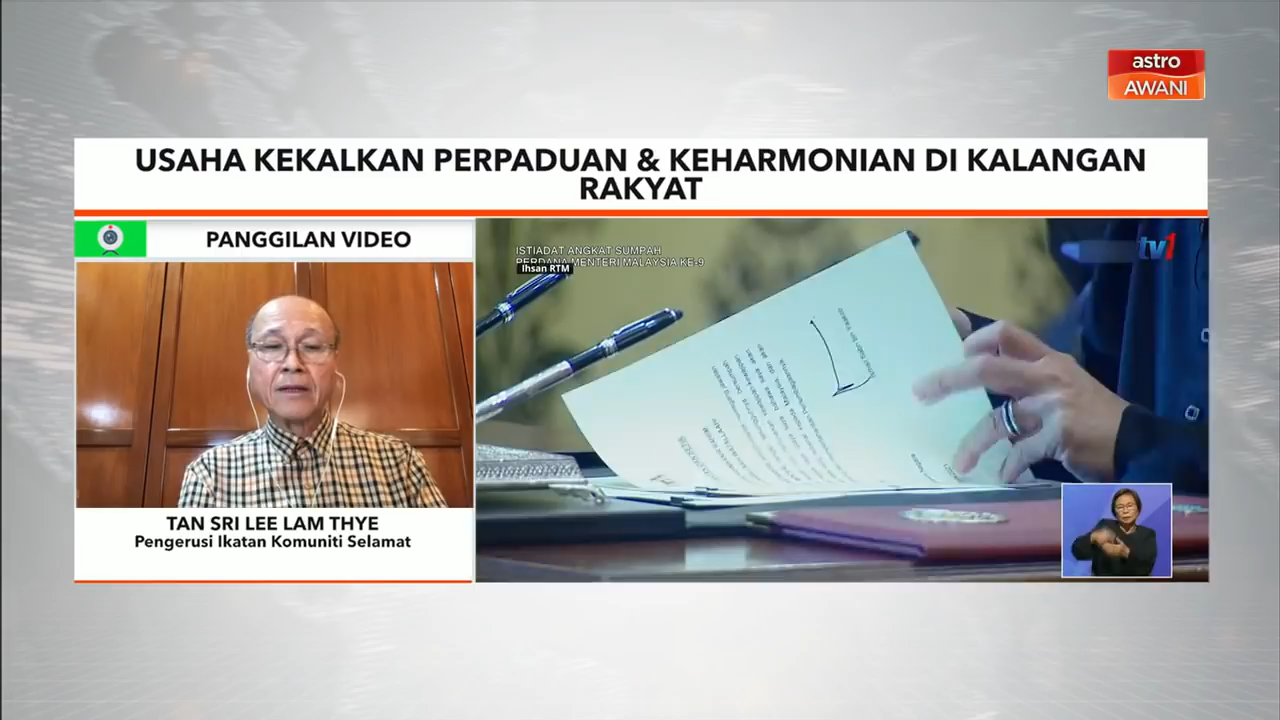 astro
AWANI
USAHA KEKALKAN PERPADUAN & KEHARMONIAN DI KALANGAN
RAKYAT
PANGGILAN VIDEO
ISTIADAT ANGKAT SUMPAH
PERDANA MENTERI MALAYSIA KE-9
Ihsan RTM
tv1
TAN SRI LEE LAM THYE
Pengerusi Ikatan Komuniti Selamat